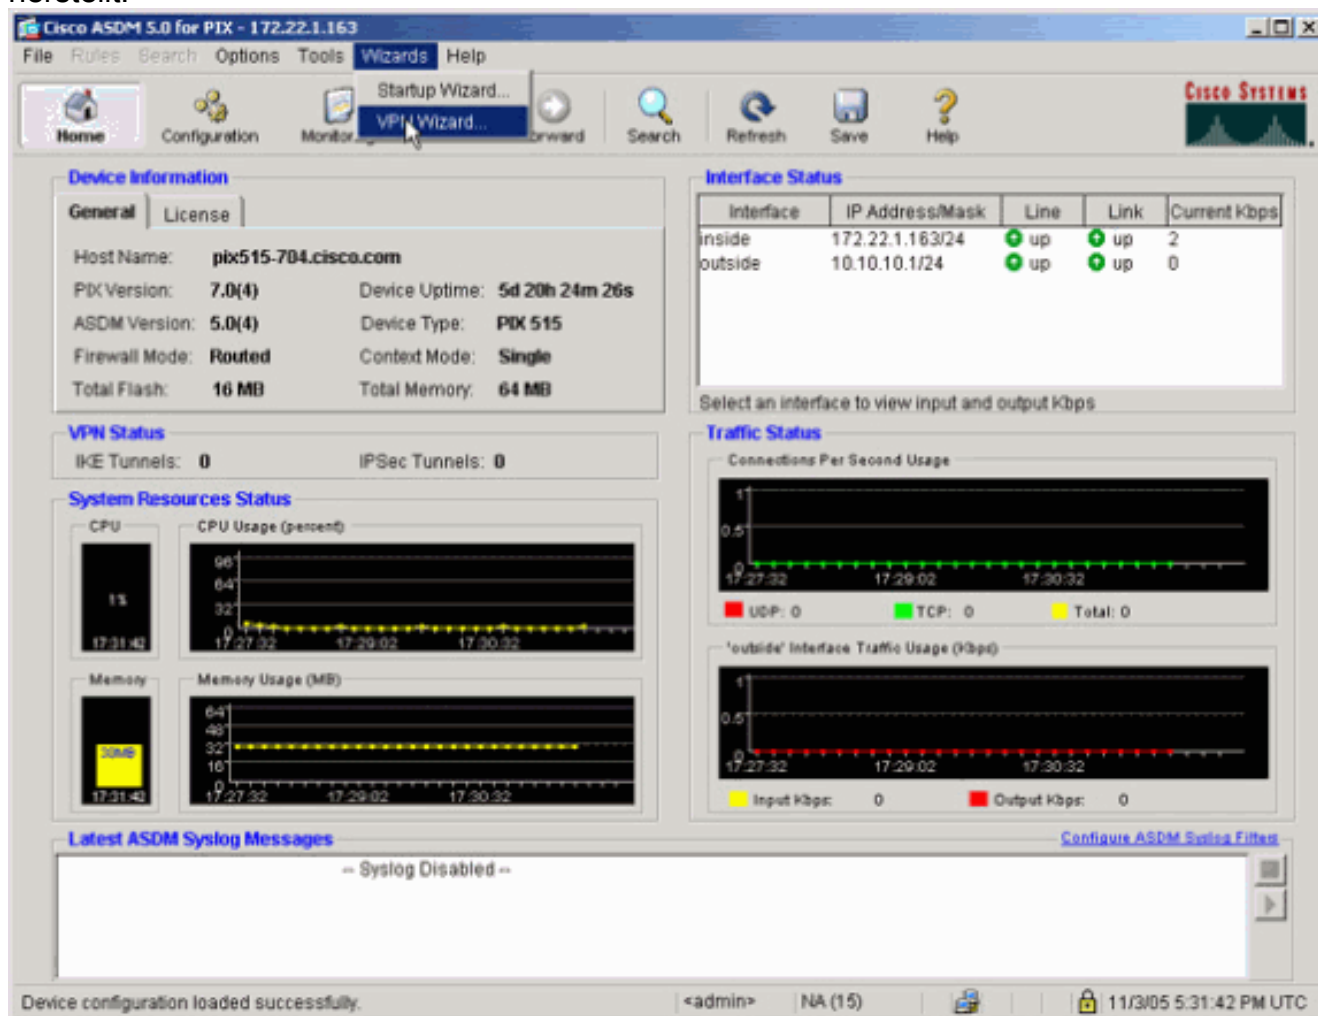 herstellt.
Cisco ASDM 5.0 for PIX - 172.22.1.163
File Rules Search Options Tools Wizards Help
Startup Wizard...
VPN Wizard...
Home Configuration Search Refresh Save Help
CISCO SYSTEMS
Device Information
General License
Host Name: pix515-704.cisco.com
PIX Version: 7.0(4) Device Uptime: 5d 20h 24m 26s
ASDM Version: 5.0(4) Device Type: PIX 515
Firewall Mode: Routed Context Mode: Single
Total Flash: 16 MB Total Memory: 64 MB
Interface Status
Interface IP Address/Mask Line Link Current Kbps
inside 172.22.1.163/24 up up 2
outside 10.10.10.1/24 up up 0
Select an interface to view input and output Kbps
VPN Status
IKE Tunnels: 0 IPSec Tunnels: 0
System Resources Status
CPU
1%
17:31:42
CPU Usage (percent)
96
64
32
0
17:27:32 17:29:02 17:30:32
Memory
30MB
17:31:42
Memory Usage (MB)
64
48
32
16
0
17:27:32 17:29:02 17:30:32
Traffic Status
Connections Per Second Usage
1
0.5
0
17:27:32 17:29:02 17:30:32
UDP: 0 TCP: 0 Total: 0
'outside' Interface Traffic Usage (Kbps)
1
0.5
0
17:27:32 17:29:02 17:30:32
Input Kbps: 0 Output Kbps: 0
Latest ASDM Syslog Messages
Configure ASDM Syslog Filters
-- Syslog Disabled --
Device configuration loaded successfully.
<admin> NA (15) 11/3/05 5:31:42 PM UTC